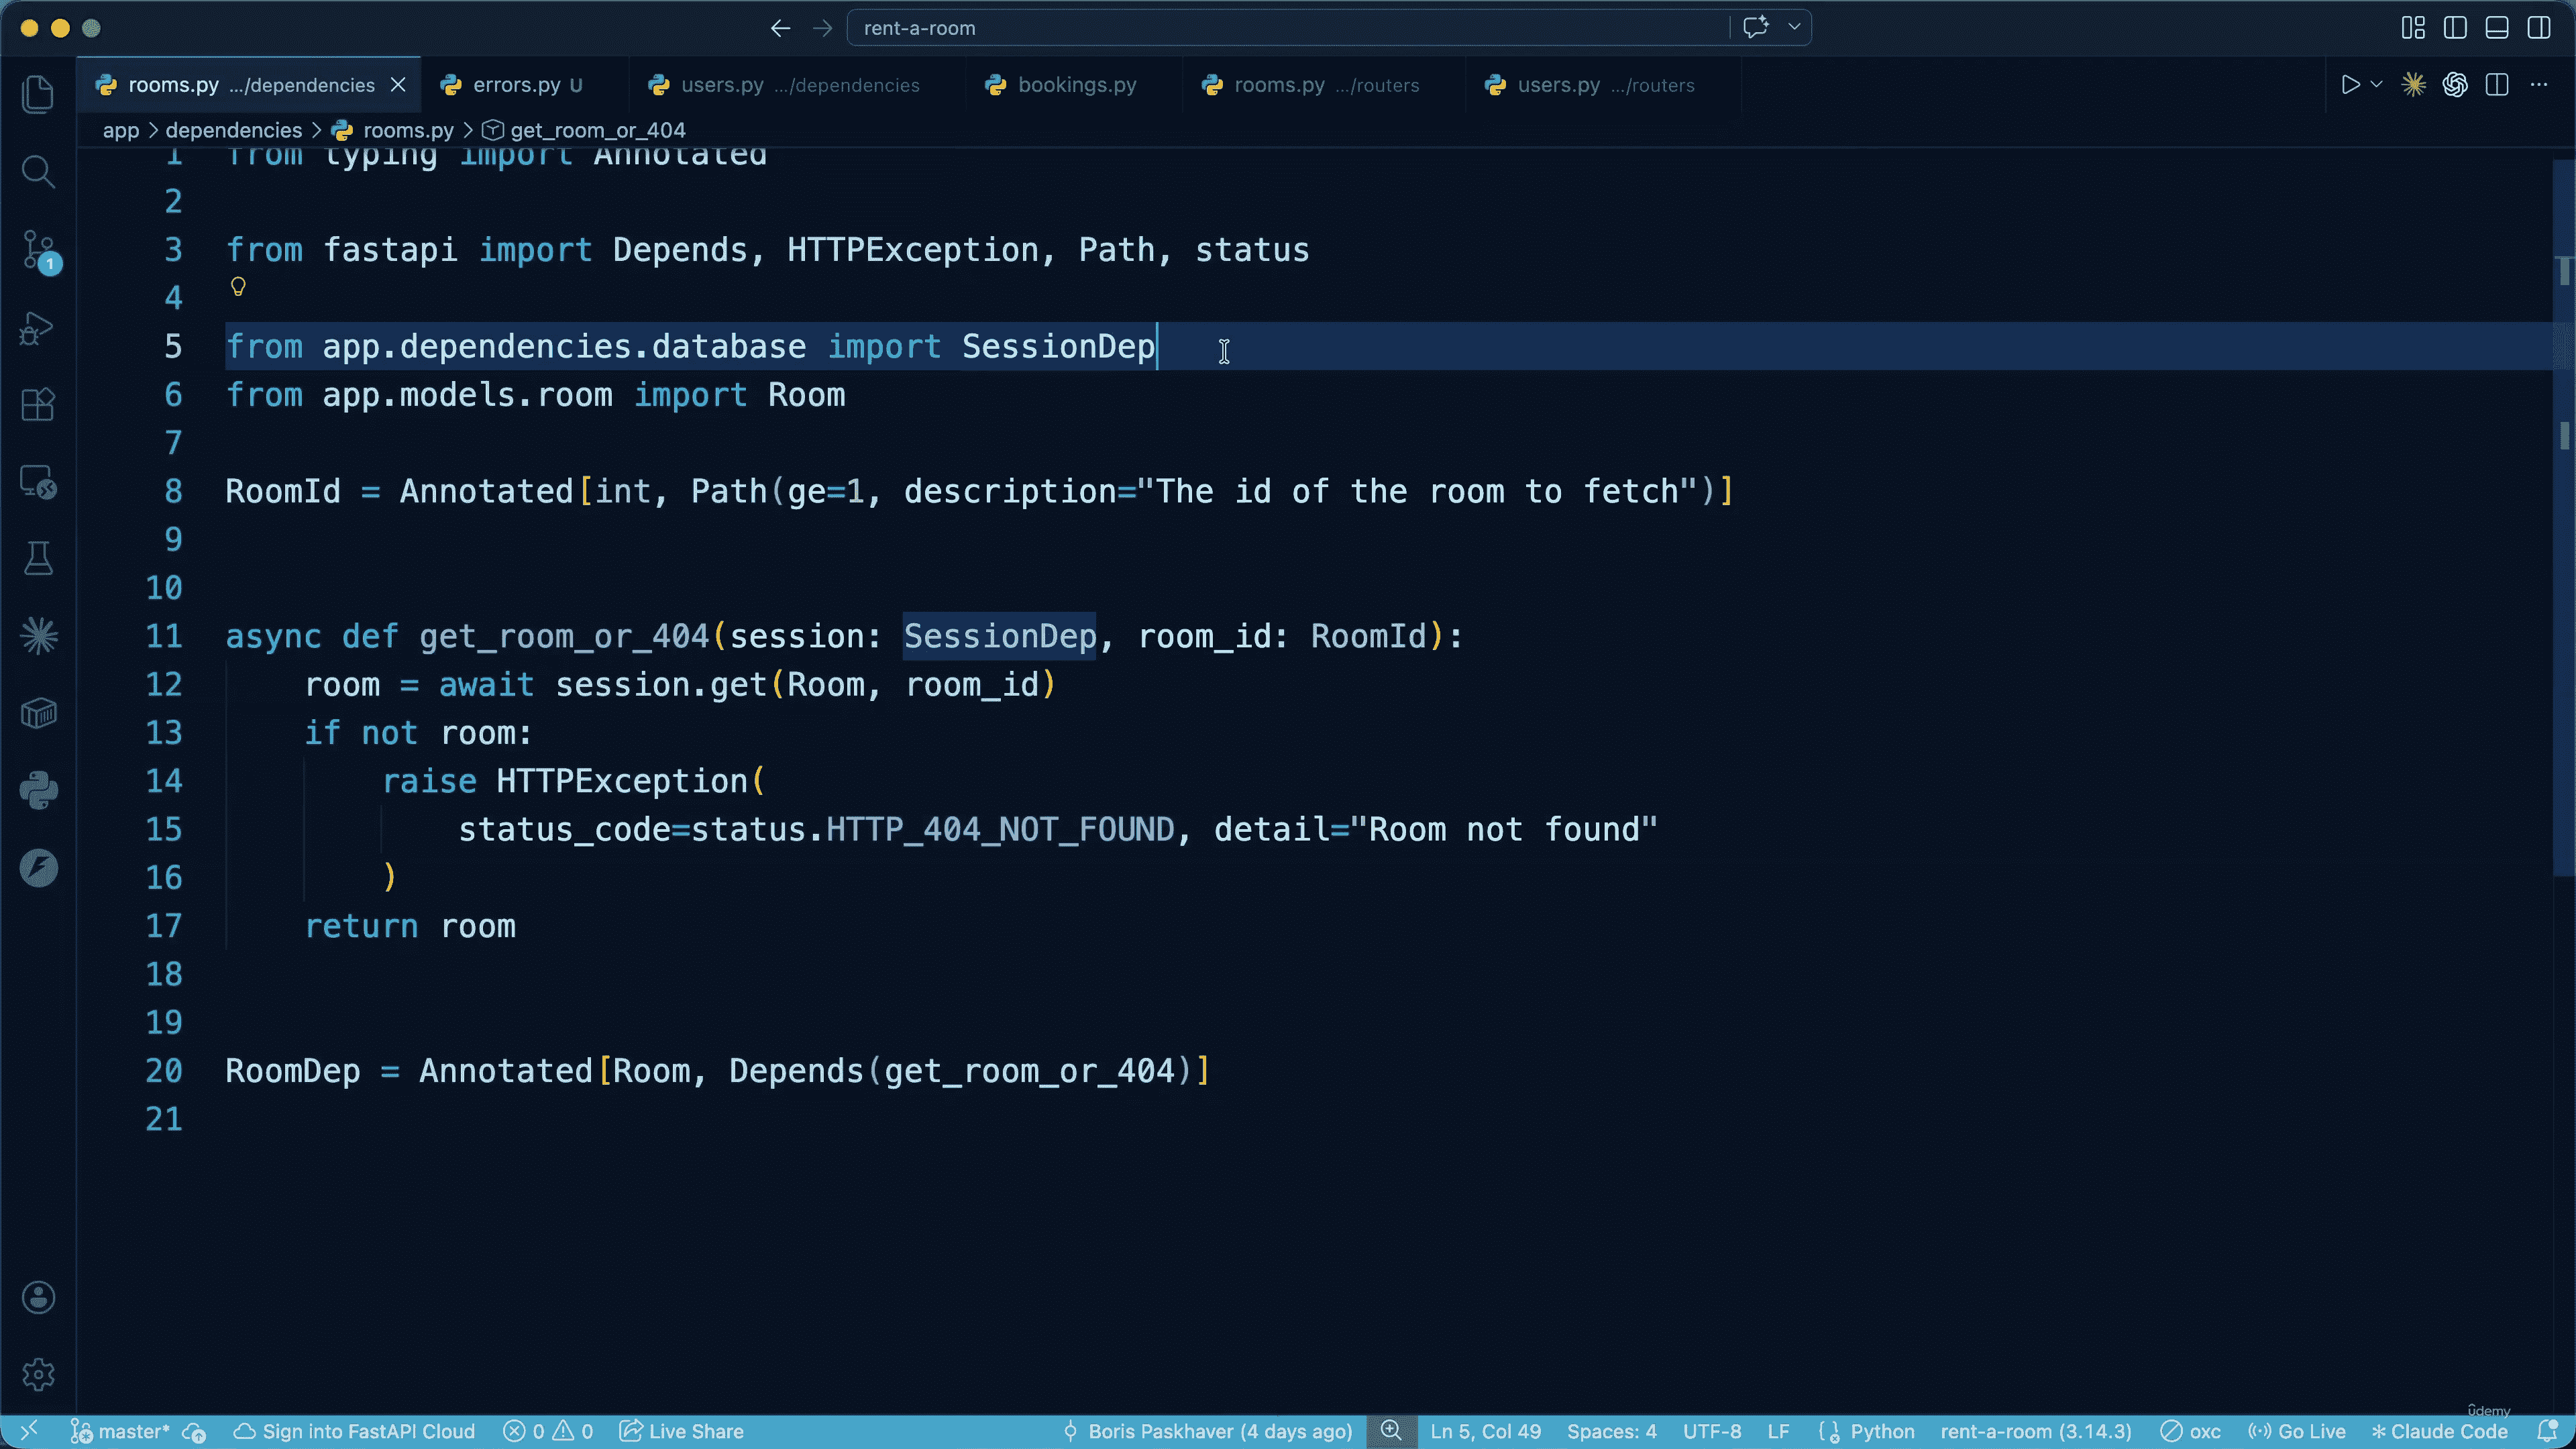 rent-a-room
rooms.py .../dependencies errors.py U users.py .../dependencies bookings.py rooms.py .../routers users.py .../routers
app > dependencies > rooms.py > get_room_or_404
1 from typing import Annotated
2
3 from fastapi import Depends, HTTPException, Path, status
4
5 from app.dependencies.database import SessionDep
6 from app.models.room import Room
7
8 RoomId = Annotated[int, Path(ge=1, description="The id of the room to fetch")]
9
10
11 async def get_room_or_404(session: SessionDep, room_id: RoomId):
12     room = await session.get(Room, room_id)
13     if not room:
14         raise HTTPException(
15             status_code=status.HTTP_404_NOT_FOUND, detail="Room not found"
16         )
17     return room
18
19
20 RoomDep = Annotated[Room, Depends(get_room_or_404)]
21
1
udemy
master* Sign into FastAPI Cloud 0 0 Live Share Boris Paskhaver (4 days ago) Ln 5, Col 49 Spaces: 4 UTF-8 LF Python rent-a-room (3.14.3) oxc Go Live Claude Code